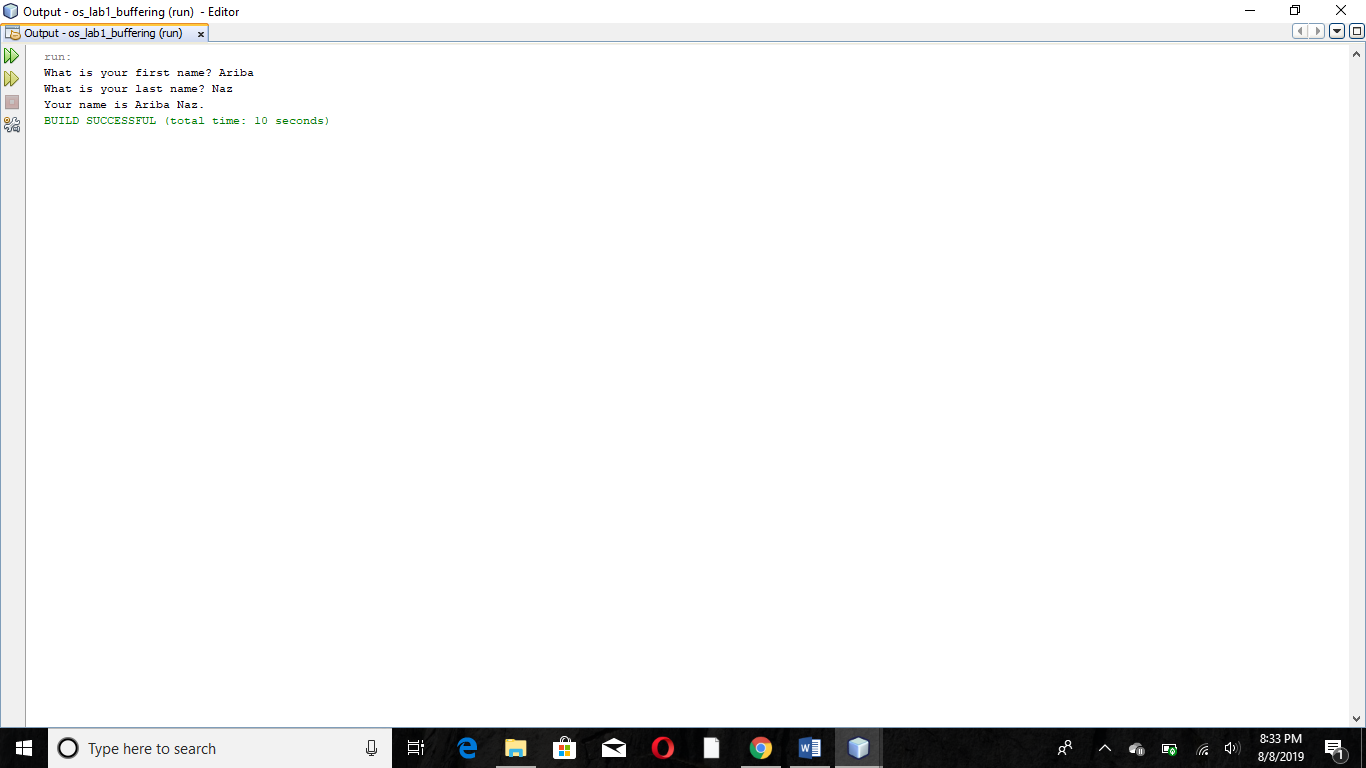 Output - os_lab1_buffering (run) - Editor
Output - os_lab1_buffering (run) x
run:
What is your first name? Ariba
What is your last name? Naz
Your name is Ariba Naz.
BUILD SUCCESSFUL (total time: 10 seconds)
Type here to search
8:33 PM
8/8/2019
1